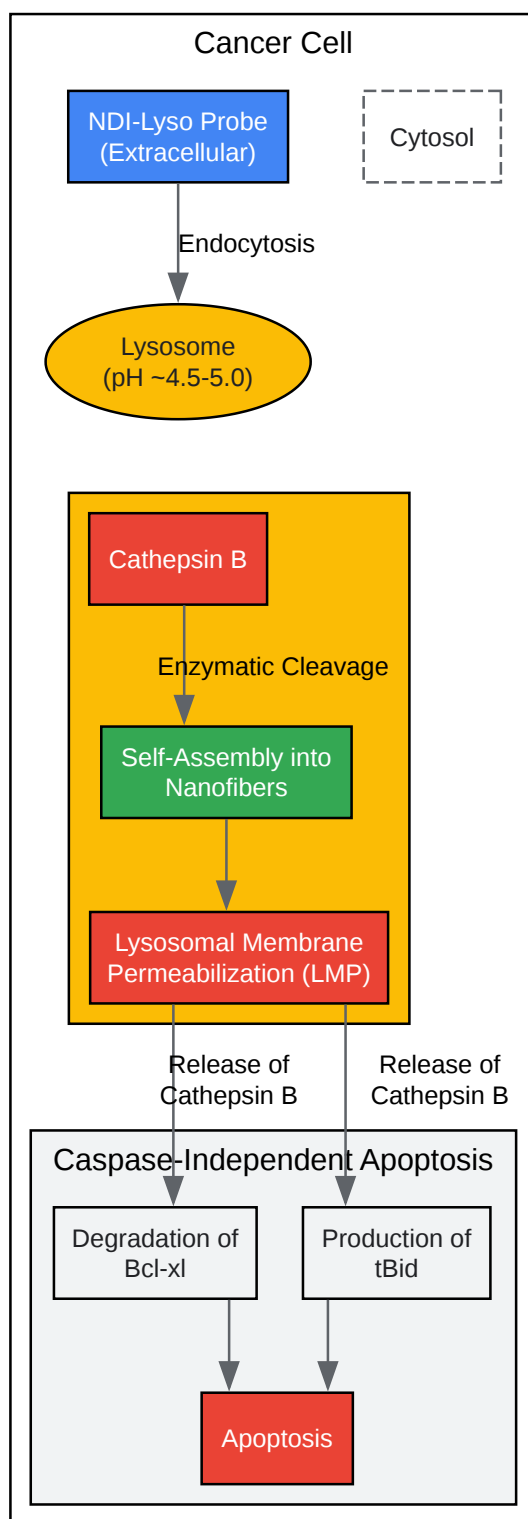 Cancer Cell
NDI-Lyso Probe
(Extracellular)
Cytosol
Endocytosis
Lysosome
(pH ~4.5-5.0)
Cathepsin B
Enzymatic Cleavage
Self-Assembly into
Nanofibers
Lysosomal Membrane
Permeabilization (LMP)
Release of
Cathepsin B
Release of
Cathepsin B
Caspase-Independent Apoptosis
Degradation of
Bcl-xl
Production of
tBid
Apoptosis